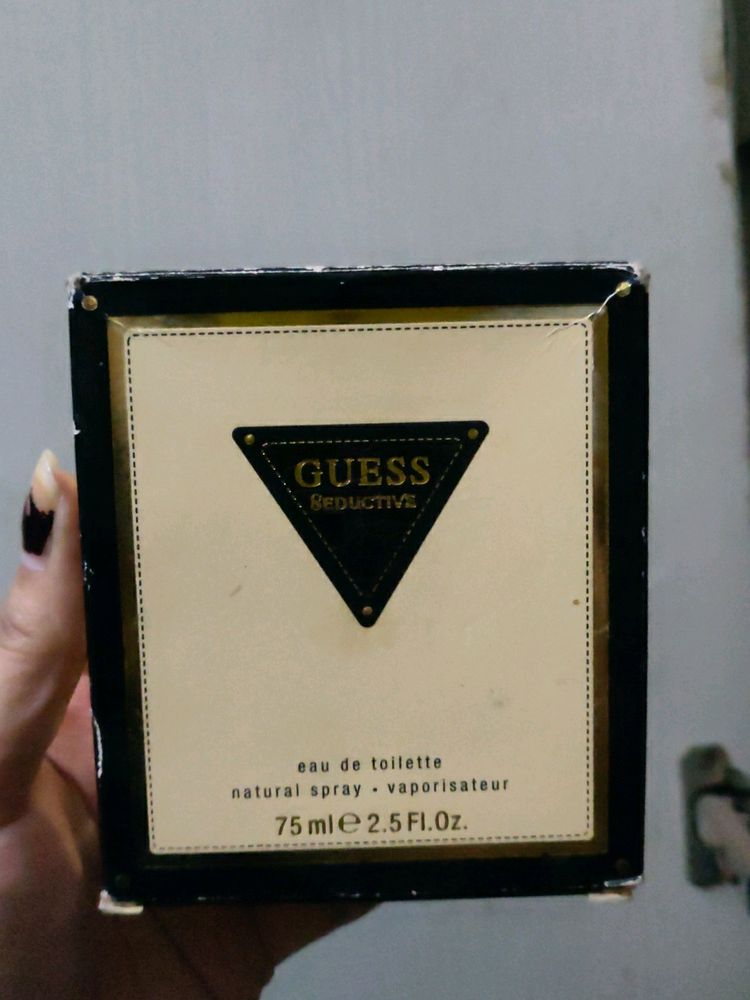 GUESS
SEDUCTIVE
eau de toilette
natural spray • vaporisateur
75 ml ℮ 2.5 Fl.Oz.